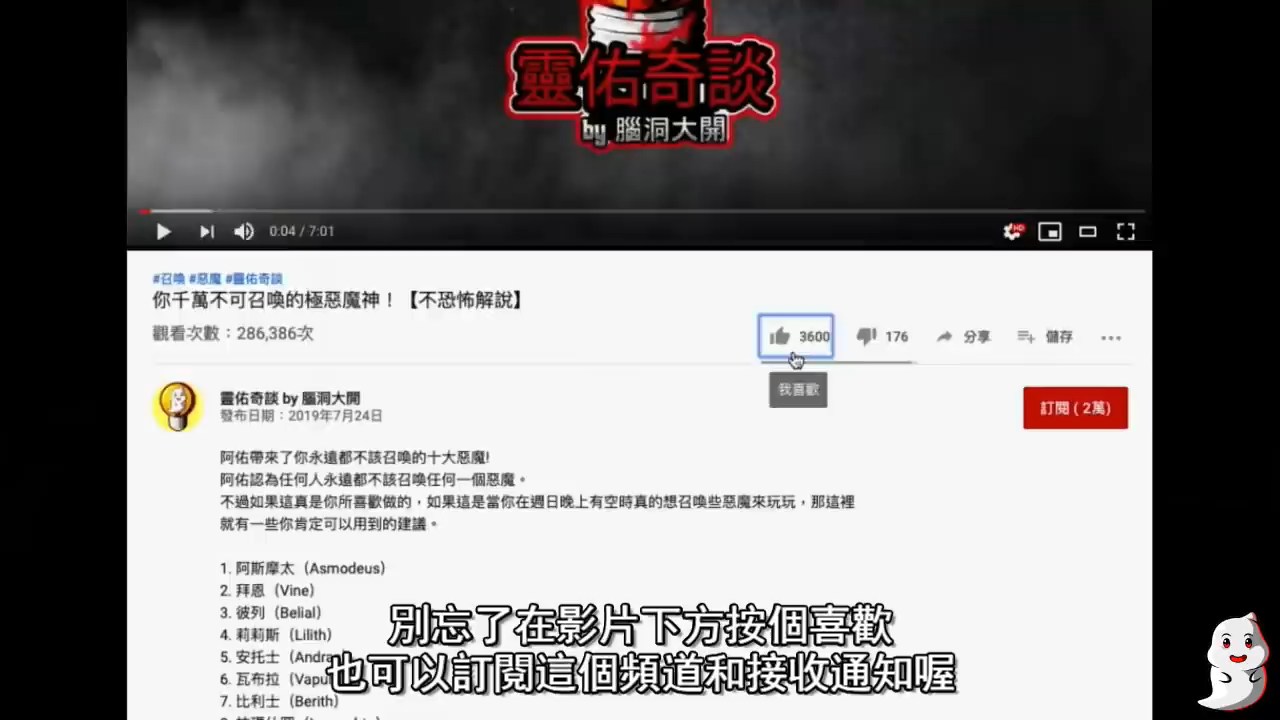 靈佑奇談
by 腦洞大開
0:04 / 7:01
HD
#召喚 #惡魔 #靈佑奇談
你千萬不可召喚的極惡魔神！【不恐怖解說】
觀看次數：286,386次
3600
176
分享
儲存
我喜歡
靈佑奇談 by 腦洞大開
發布日期：2019年7月24日
訂閱 ( 2萬)
阿佑帶來了你永遠都不該召喚的十大惡魔!
阿佑認為任何人永遠都不該召喚任何一個惡魔。
不過如果這真是你所喜歡做的，如果這是當你在週日晚上有空時真的想召喚些惡魔來玩玩，那這裡
就有一些你肯定可以用到的建議。
1. 阿斯摩太（Asmodeus）
2. 拜恩（Vine）
3. 彼列（Belial）
4. 莉莉斯（Lilith）
5. 安托士（Andra
6. 瓦布拉（Vapu
7. 比利士（Berith）
別忘了在影片下方按個喜歡
也可以訂閱這個頻道和接收通知喔